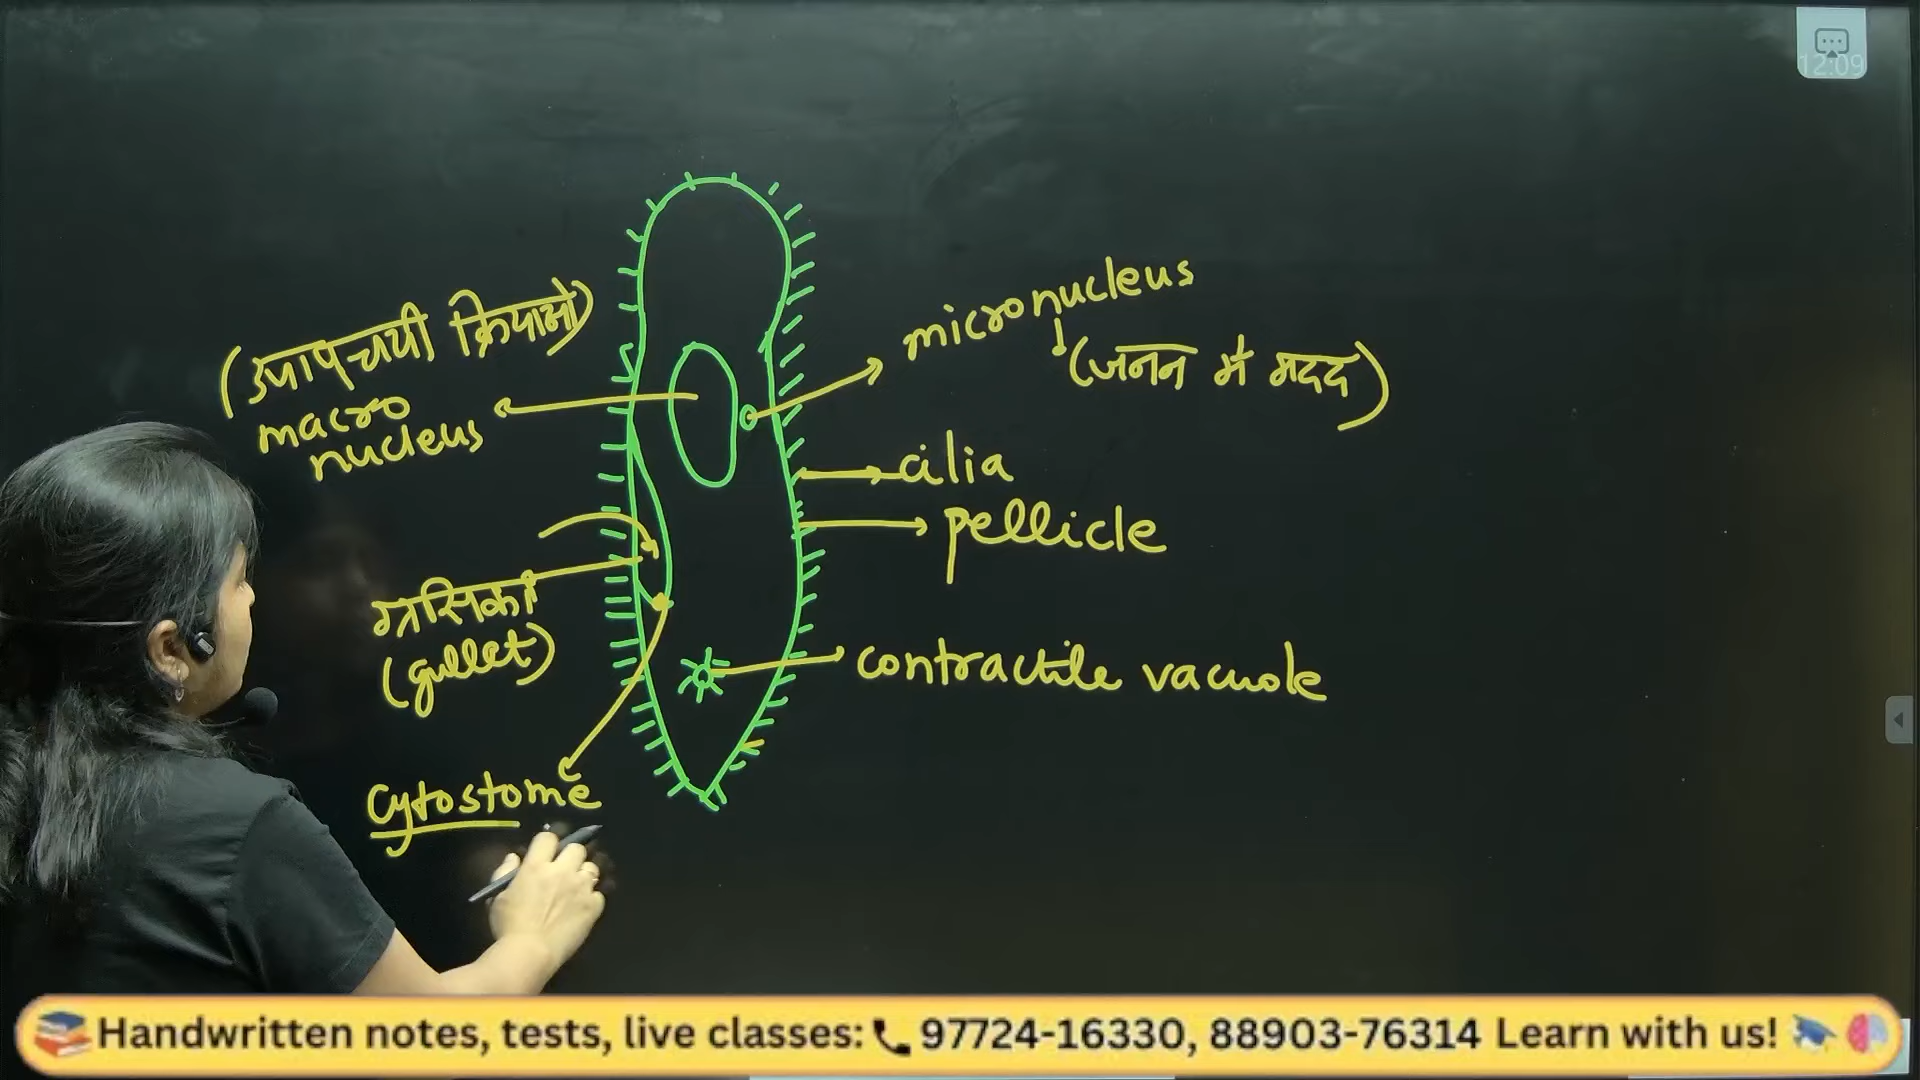 12:09
micronucleus
(जनन में मदद)
(उपापचयी क्रियाओ)
macro
nucleus
cilia
pellicle
ग्रसिका
(gullet)
contractile vacuole
cytostome
Handwritten notes, tests, live classes: 97724-16330, 88903-76314 Learn with us!